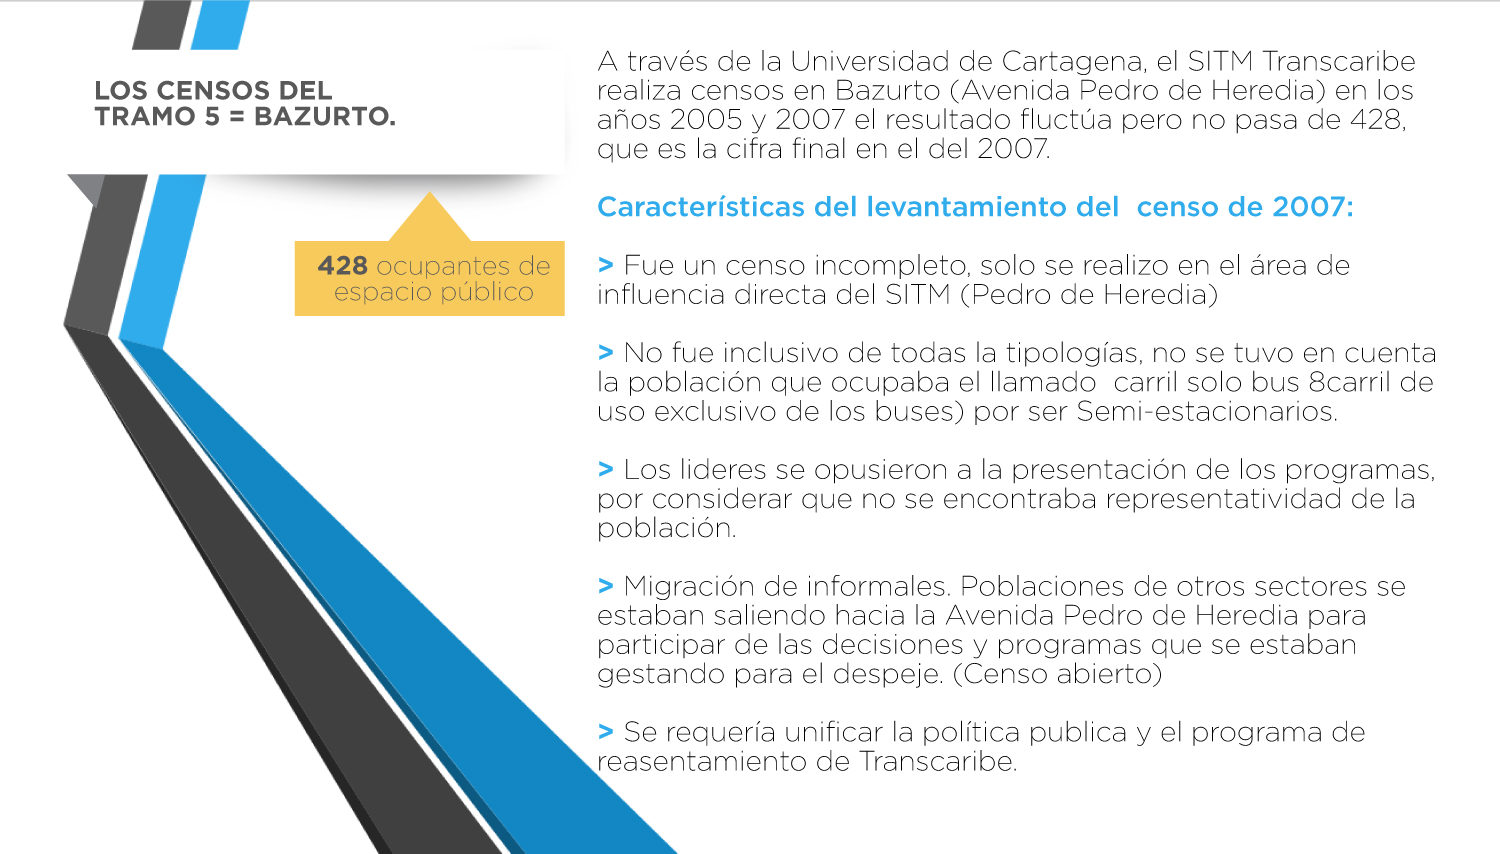 LOS CENSOS DEL
TRAMO 5 = BAZURTO.
428 ocupantes de
espacio público
A través de la Universidad de Cartagena, el SITM Transcaribe
realiza censos en Bazurto (Avenida Pedro de Heredia) en los
años 2005 y 2007 el resultado fluctúa pero no pasa de 428,
que es la cifra final en el del 2007.
Características del levantamiento del  censo de 2007:
> Fue un censo incompleto, solo se realizo en el área de
influencia directa del SITM (Pedro de Heredia)
> No fue inclusivo de todas la tipologías, no se tuvo en cuenta
la población que ocupaba el llamado  carril solo bus 8carril de
uso exclusivo de los buses) por ser Semi-estacionarios.
> Los lideres se opusieron a la presentación de los programas,
por considerar que no se encontraba representatividad de la
población.
> Migración de informales. Poblaciones de otros sectores se
estaban saliendo hacia la Avenida Pedro de Heredia para
participar de las decisiones y programas que se estaban
gestando para el despeje. (Censo abierto)
> Se requería unificar la política publica y el programa de
reasentamiento de Transcaribe.